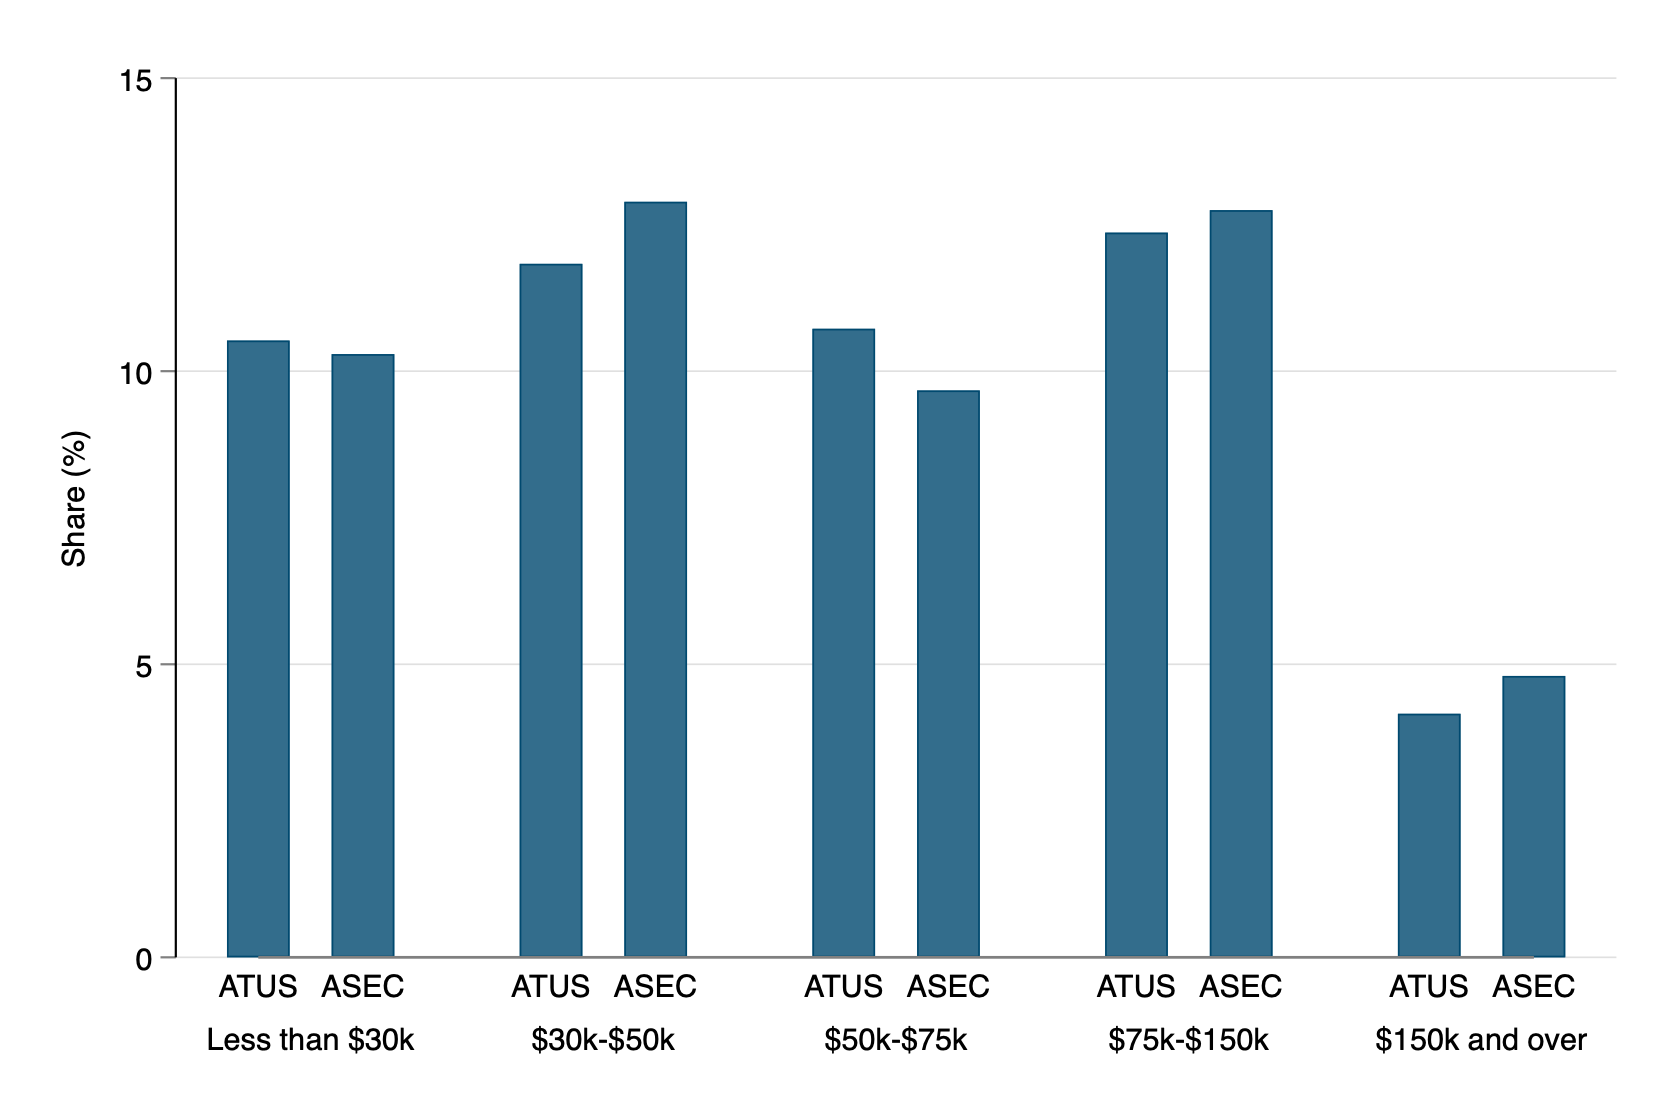 15
10
5
0
Share (%)
ATUS ASEC ATUS ASEC ATUS ASEC ATUS ASEC ATUS ASEC
Less than $30k $30k-$50k $50k-$75k $75k-$150k $150k and over